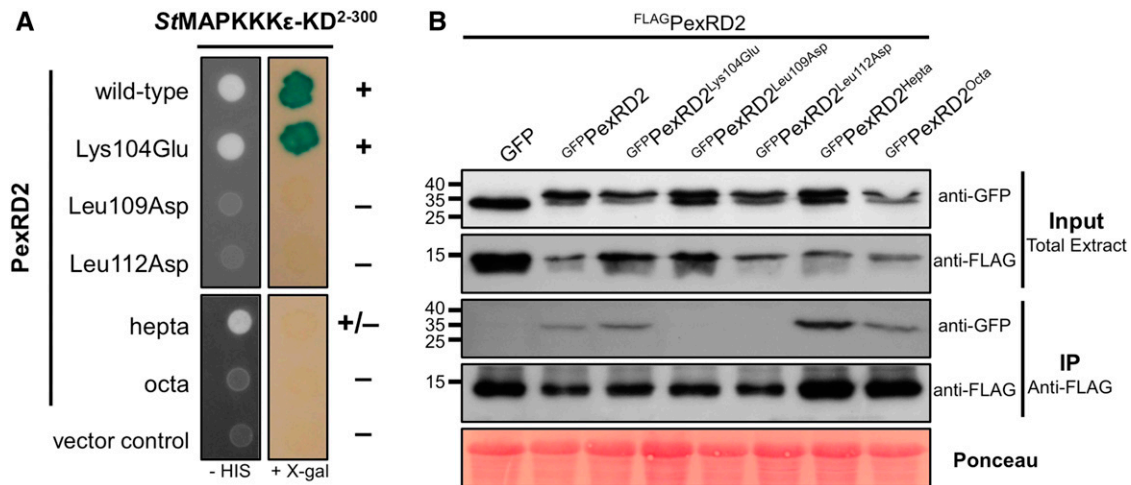 A
StMAPKKKε-KD2-300
PexRD2
wild-type +
Lys104Glu +
Leu109Asp –
Leu112Asp –
hepta +/–
octa –
vector control –
- HIS + X-gal
B
FLAGPexRD2
GFP
GFPPexRD2
GFPPexRD2Lys104Glu
GFPPexRD2Leu109Asp
GFPPexRD2Leu112Asp
GFPPexRD2Hepta
GFPPexRD2Octa
40
35
25
anti-GFP
15
anti-FLAG
Input
Total Extract
40
35
25
anti-GFP
15
anti-FLAG
IP
Anti-FLAG
Ponceau